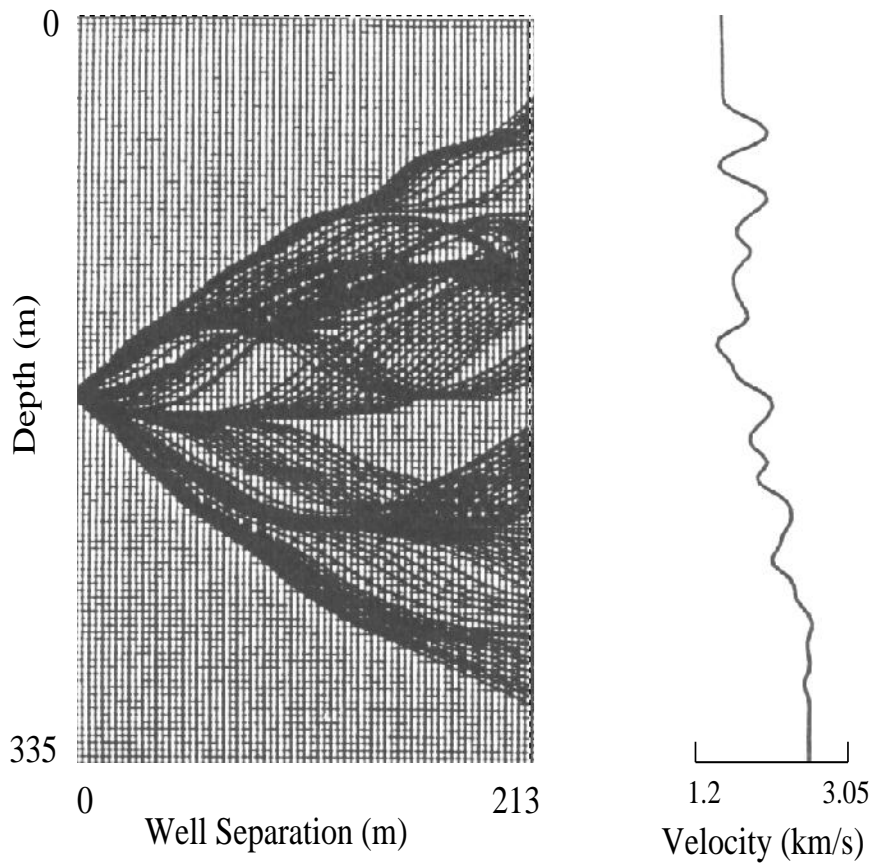 0
Depth (m)
335
0
213
Well Separation (m)
1.2
3.05
Velocity (km/s)